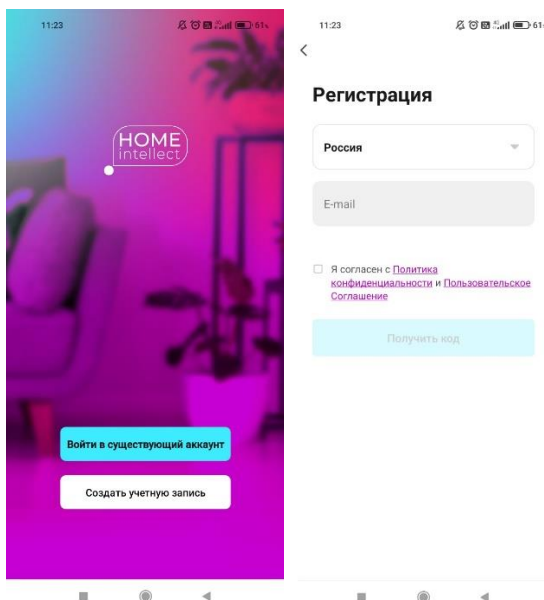 11:23
61
HOME
intellect
Войти в существующий аккаунт
Создать учетную запись
11:23
61
Регистрация
Россия
E-mail
Я согласен с Политика
конфиденциальности и Пользовательское
Соглашение
Получить код